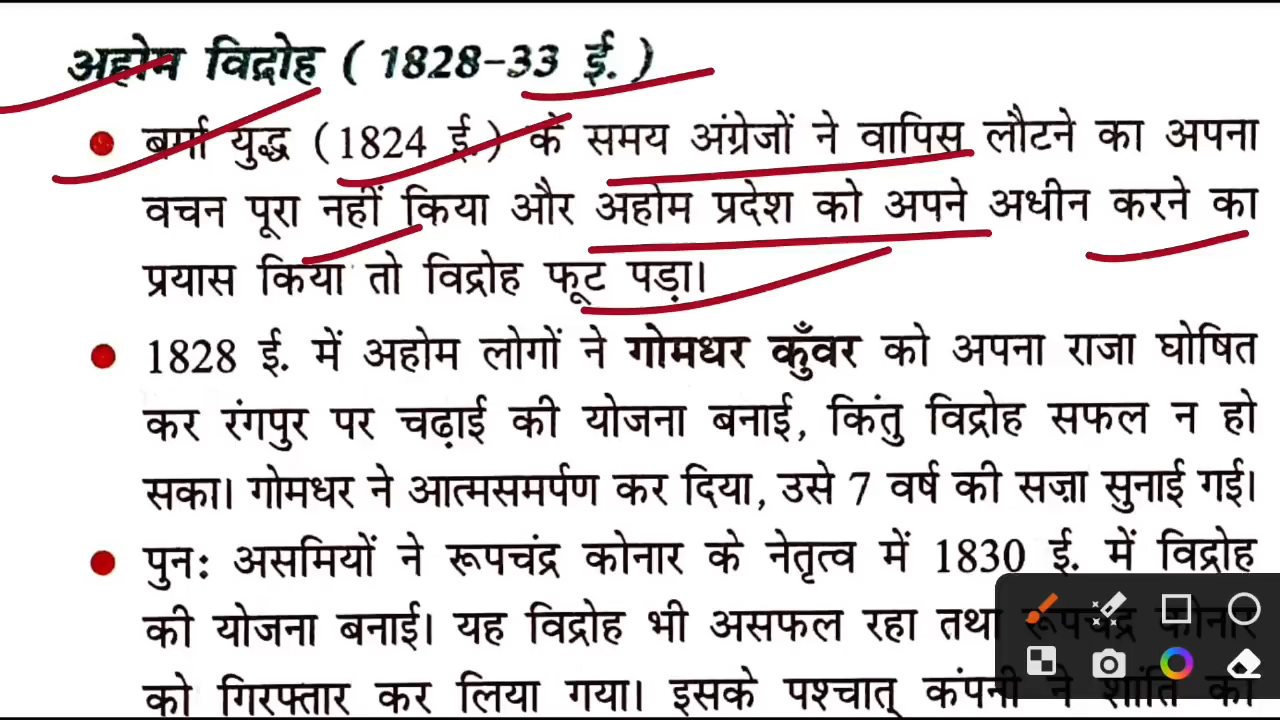 अहोम विद्रोह ( 1828-33 ई. )
बर्मा युद्ध (1824 ई.) के समय अंग्रेजों ने वापिस लौटने का अपना
वचन पूरा नहीं किया और अहोम प्रदेश को अपने अधीन करने का
प्रयास किया तो विद्रोह फूट पड़ा।
1828 ई. में अहोम लोगों ने गोमधर कुँवर को अपना राजा घोषित
कर रंगपुर पर चढ़ाई की योजना बनाई, किंतु विद्रोह सफल न हो
सका। गोमधर ने आत्मसमर्पण कर दिया, उसे 7 वर्ष की सज़ा सुनाई गई।
पुनः असमियों ने रूपचंद्र कोनार के नेतृत्व में 1830 ई. में विद्रोह
की योजना बनाई। यह विद्रोह भी असफल रहा तथा रूपचंद्र कोनार
को गिरफ्तार कर लिया गया। इसके पश्चात् कंपनी ने शांति की